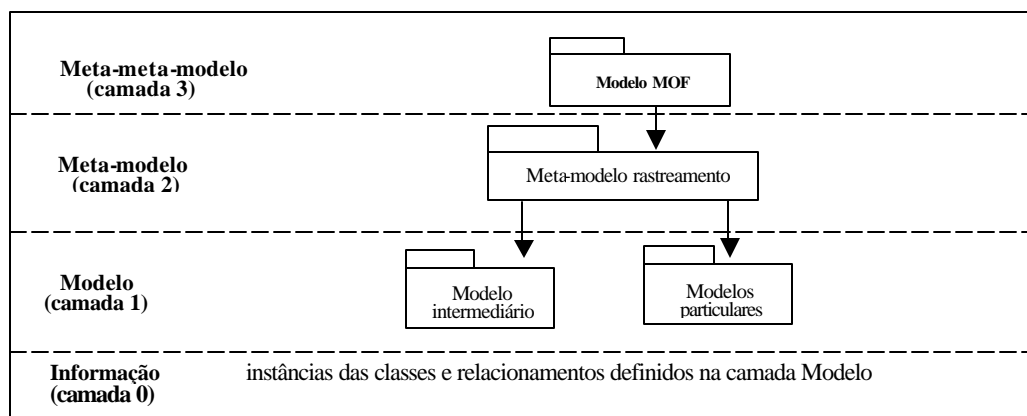 Meta-meta-modelo
(camada 3)
Modelo MOF
Meta-modelo
(camada 2)
Meta-modelo rastreamento
Modelo
(camada 1)
Modelo
intermediário
Modelos
particulares
Informação
(camada 0)
instâncias das classes e relacionamentos definidos na camada Modelo